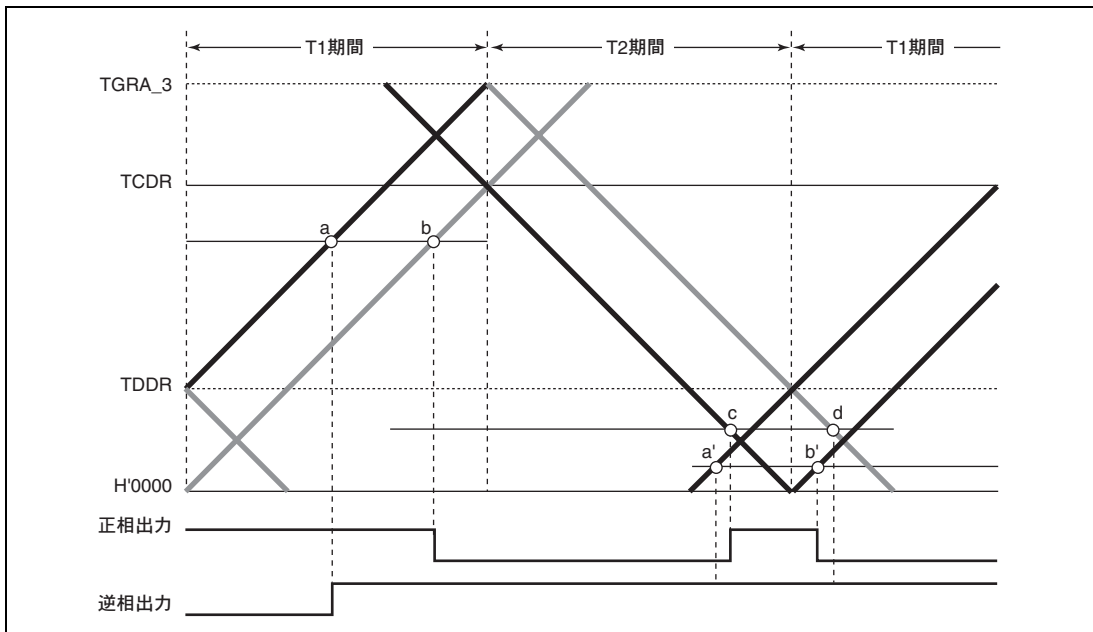 T1期間
T2期間
T1期間
TGRA_3
TCDR
a
b
TDDR
c
d
a'
b'
H'0000
正相出力
逆相出力